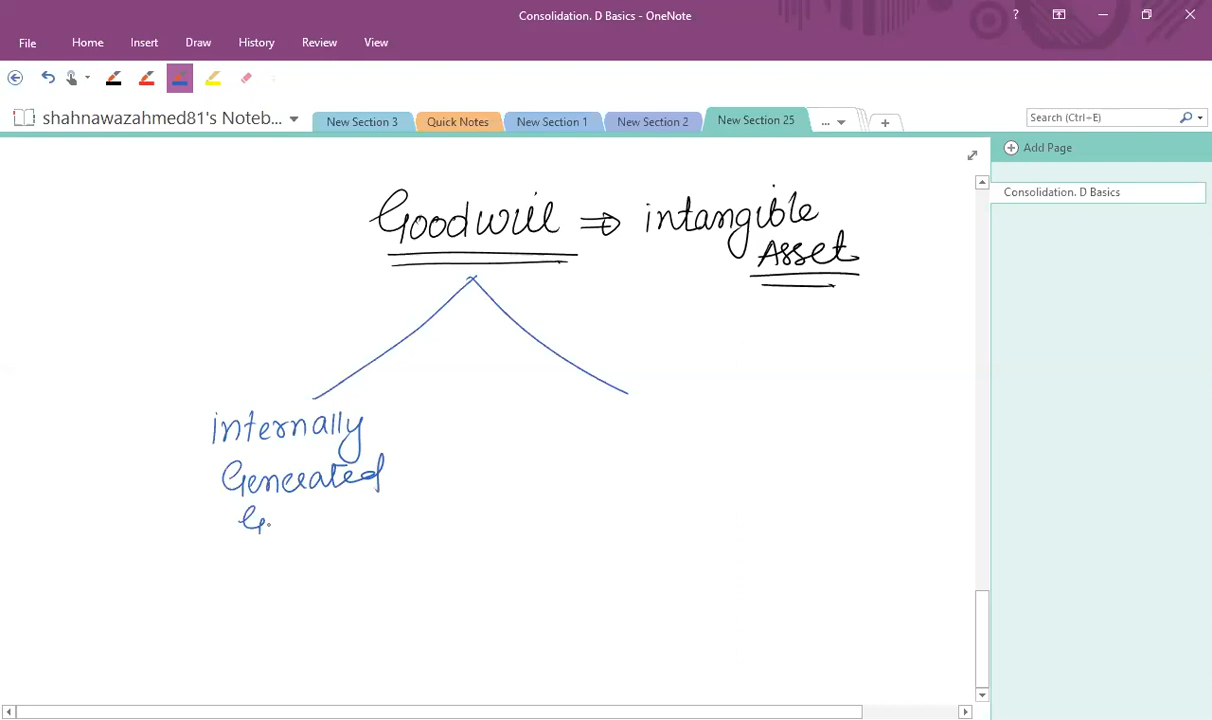 Consolidation. D Basics - OneNote
?
File Home Insert Draw History Review View
shahnawazahmed81's Noteb...
New Section 3 Quick Notes New Section 1 New Section 2 New Section 25 ...
Search (Ctrl+E)
Add Page
Consolidation. D Basics
Goodwill ⇒ intangible
Asset
internally
Generated
G.